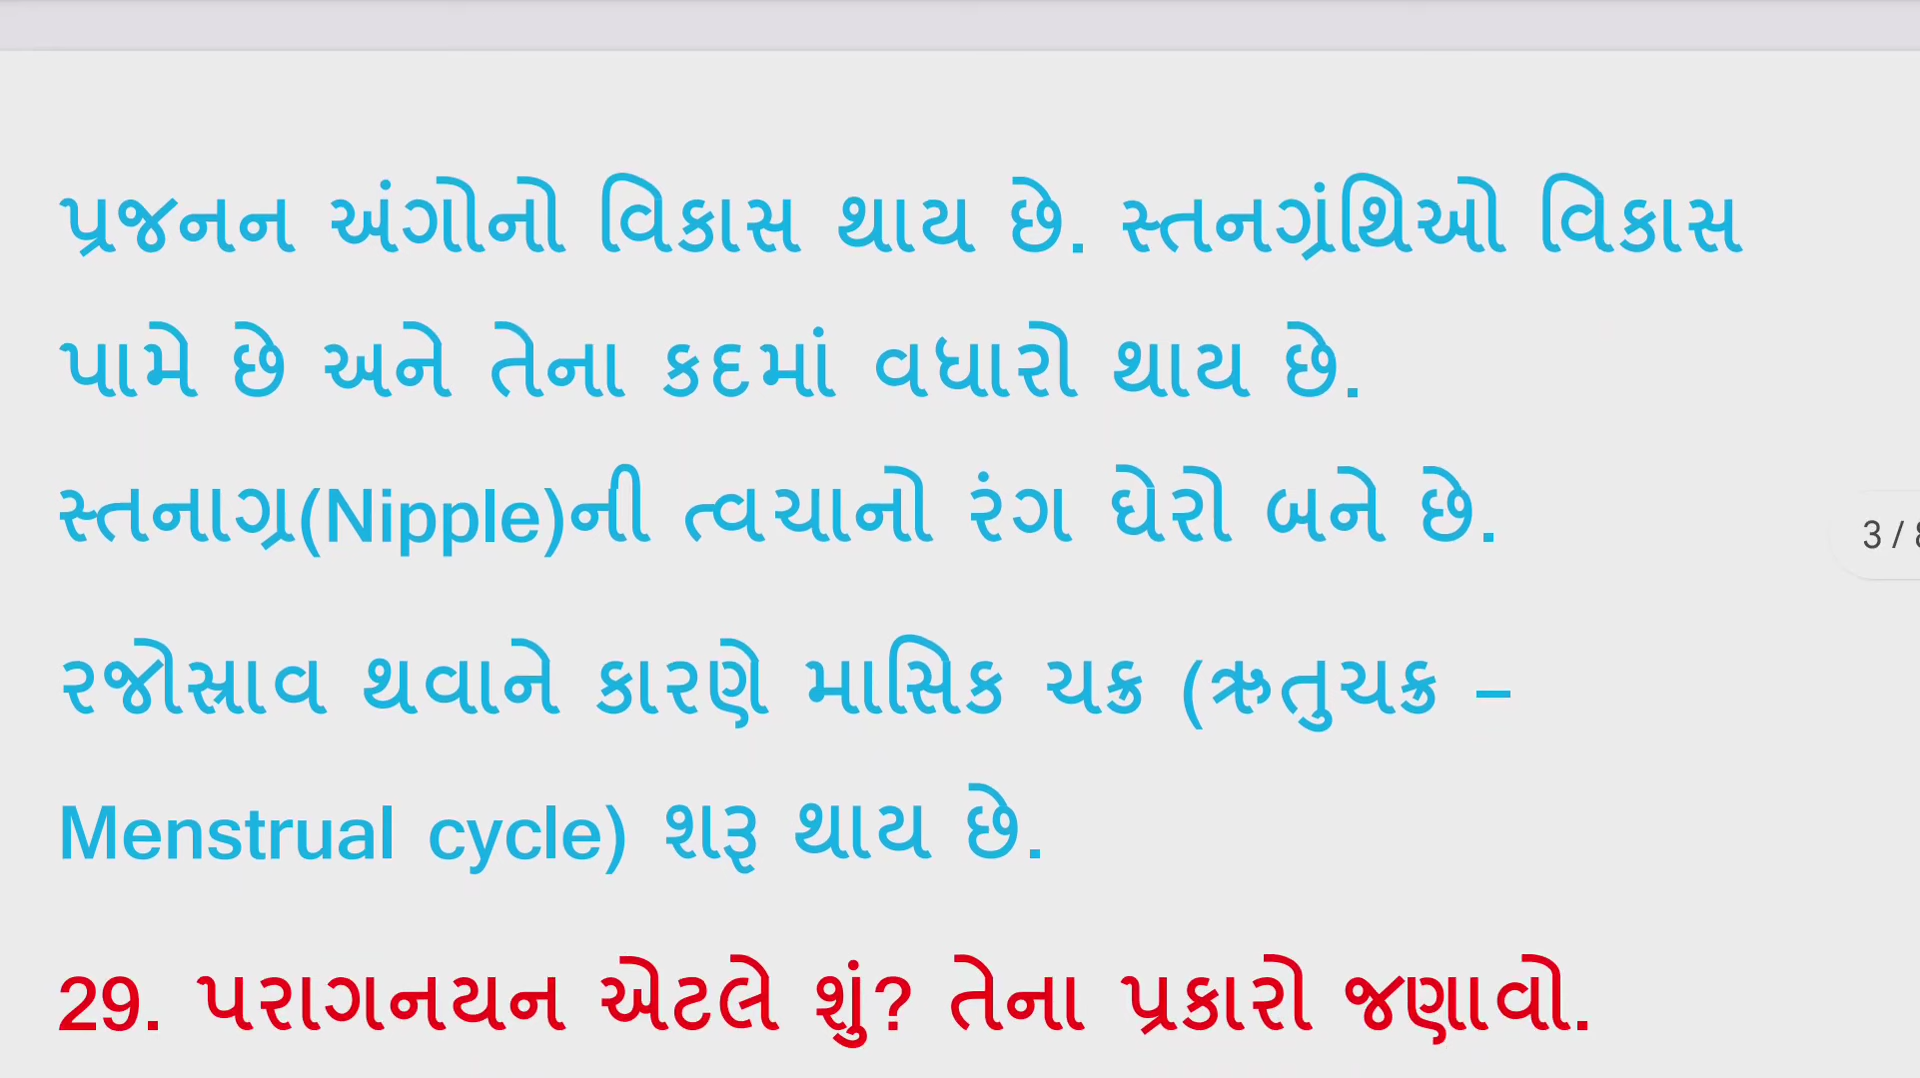 પ્રજનન અંગોનો વિકાસ થાય છે. સ્તનગ્રંથિઓ વિકાસ
પામે છે અને તેના કદમાં વધારો થાય છે.
સ્તનાગ્ર(Nipple)ની ત્વચાનો રંગ ઘેરો બને છે.
3 / 8
રજોસ્રાવ થવાને કારણે માસિક ચક્ર (ઋતુચક્ર –
Menstrual cycle) શરૂ થાય છે.
29. પરાગનયન એટલે શું? તેના પ્રકારો જણાવો.